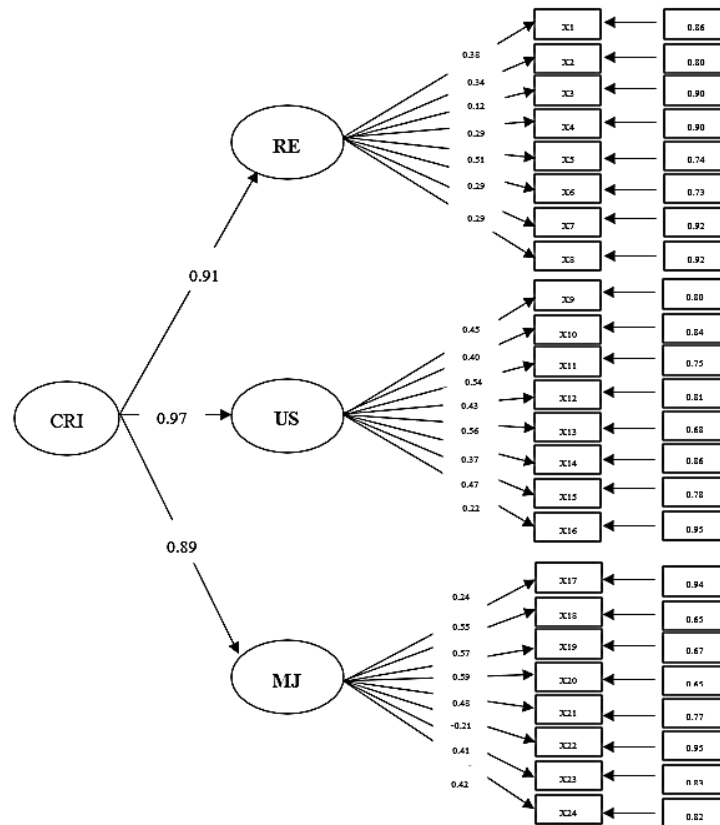 X1 0.86
0.38
X2 0.80
0.34
X3 0.90
0.12
X4 0.90
0.29
RE
X5 0.74
0.51
X6 0.73
0.29
X7 0.92
0.29
X8 0.92
0.91
X9 0.80
0.45
X10 0.84
0.40
X11 0.75
0.54
X12 0.81
0.43
CRI
0.97
US
X13 0.68
0.56
X14 0.86
0.37
X15 0.78
0.47
0.22
X16 0.95
0.89
X17 0.94
0.24
X18 0.65
0.55
X19 0.67
0.57
X20 0.65
0.59
MJ
X21 0.77
0.48
-0.21
X22 0.95
0.41
X23 0.83
0.42
X24 0.82